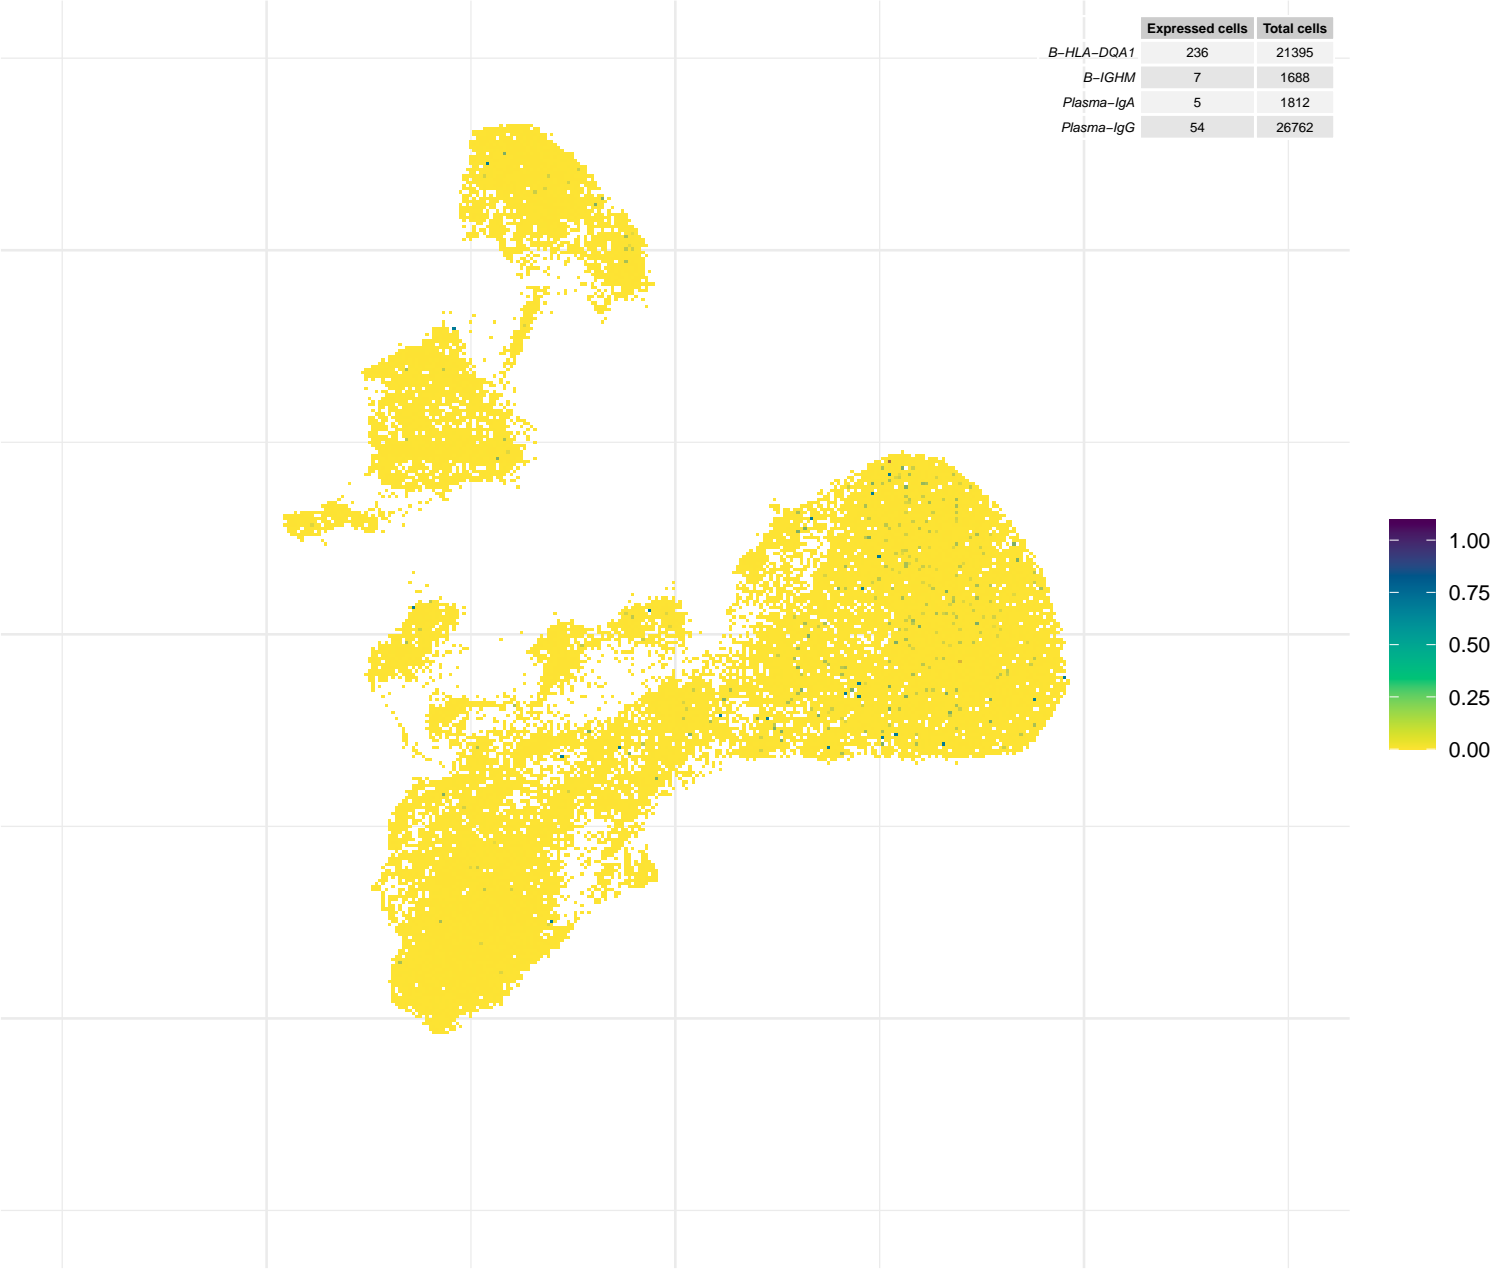 Expressed cells Total cells
B−HLA−DQA1 236 21395
B−IGHM 7 1688
Plasma−IgA 5 1812
Plasma−IgG 54 26762
1.00
0.75
0.50
0.25
0.00